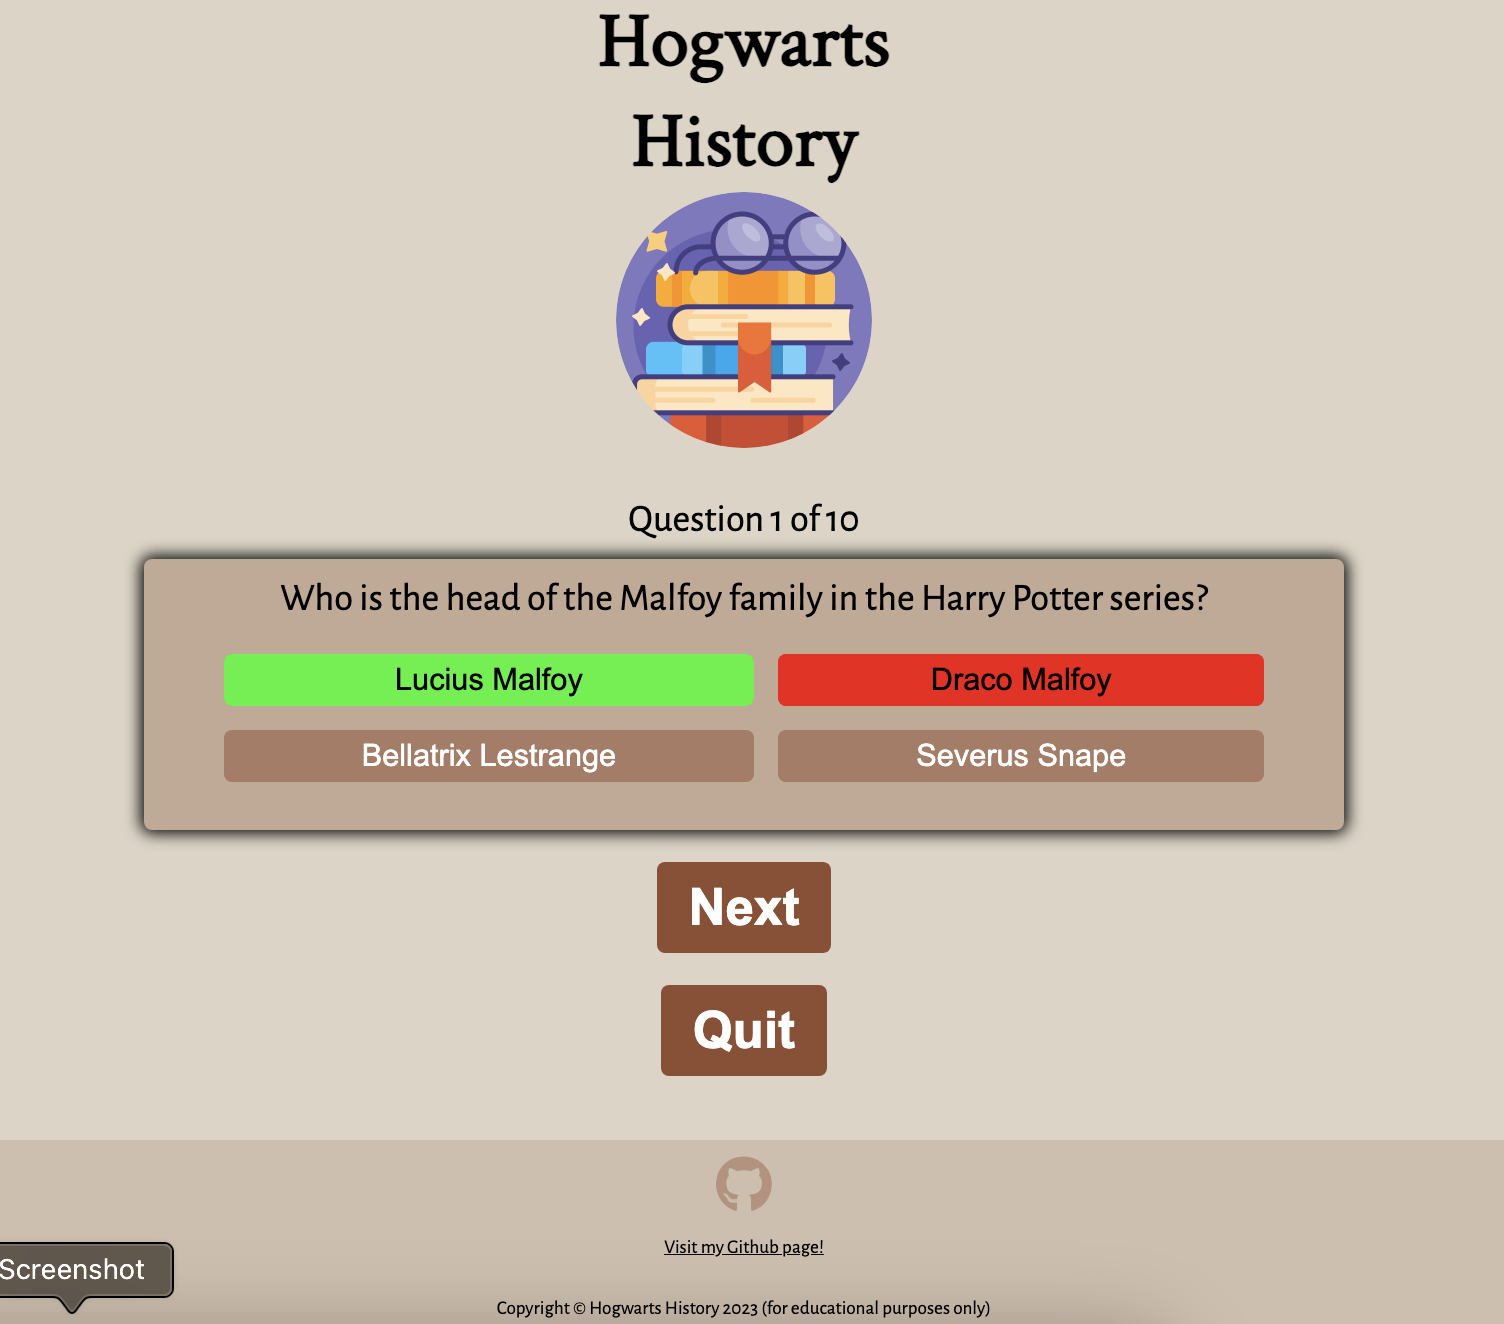 Hogwarts
History
Question 1 of 10
Who is the head of the Malfoy family in the Harry Potter series?
Lucius Malfoy
Draco Malfoy
Bellatrix Lestrange
Severus Snape
Next
Quit
Visit my Github page!
Screenshot
Copyright © Hogwarts History 2023 (for educational purposes only)